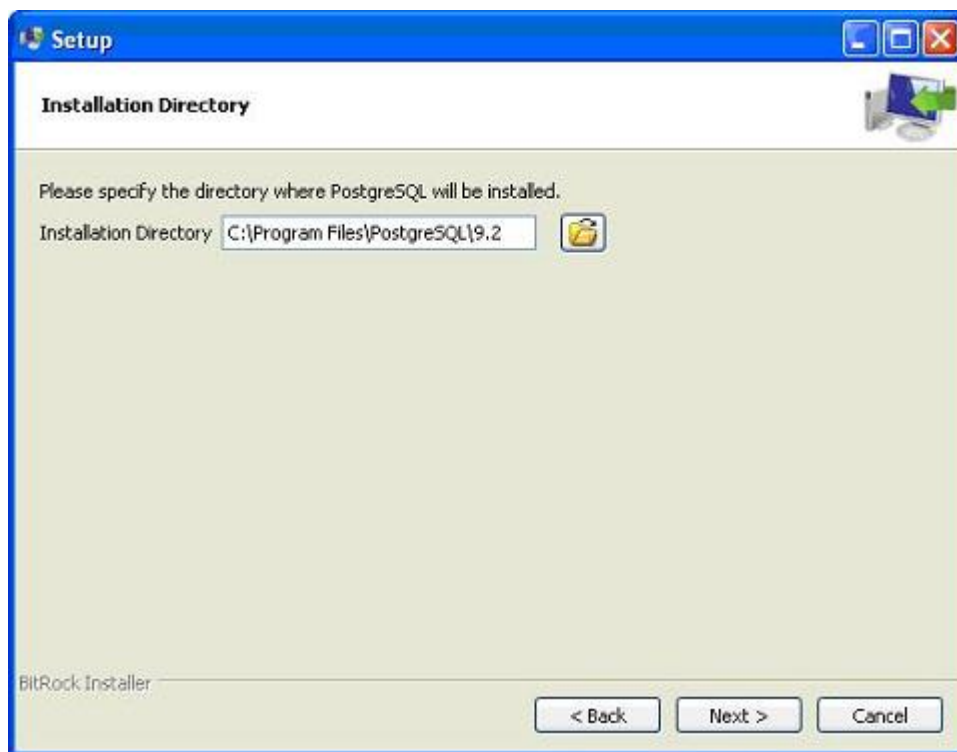 Setup
Installation Directory
Please specify the directory where PostgreSQL will be installed.
Installation Directory C:\Program Files\PostgreSQL\9.2
BitRock Installer
< Back Next > Cancel